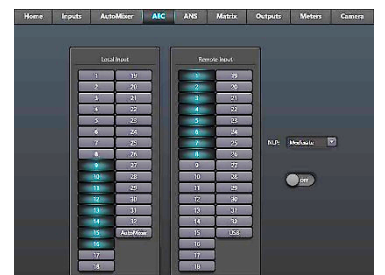 Home Inputs AutoMixer AEC ANS Matrix Outputs Meters Camera
Local Input Remote Input
1 19 1 19
2 20 2 20
3 21 3 21
4 22 4 22
5 23 5 23
6 24 6 24
7 25 7 25
8 26 8 26
9 27 9 27
10 28 10 28
11 29 11 29
12 30 12 30
13 31 13 31
14 32 14 32
15 AutoMixer 15 USB
16 16
17 17
18 18
NLP: Moderate
OFF